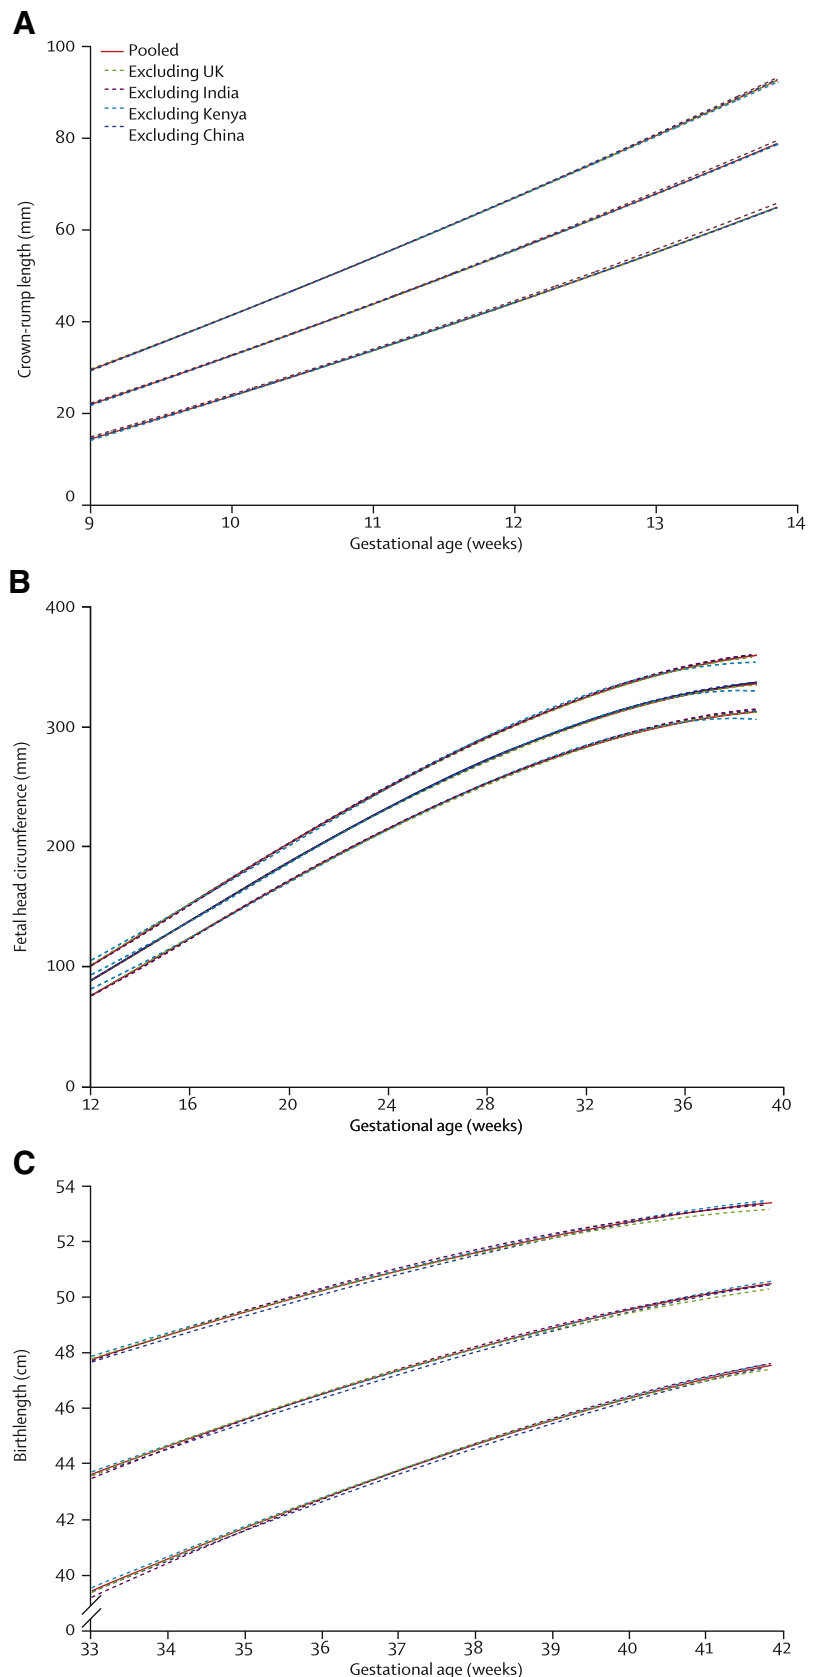 A
100
80
60
40
20
0
Crown-rump length (mm)
Pooled
Excluding UK
Excluding India
Excluding Kenya
Excluding China
9 10 11 12 13 14
Gestational age (weeks)
B
400
300
200
100
0
Fetal head circumference (mm)
12 16 20 24 28 32 36 40
Gestational age (weeks)
C
54
52
50
48
46
44
42
40
0
Birthlength (cm)
33 34 35 36 37 38 39 40 41 42
Gestational age (weeks)